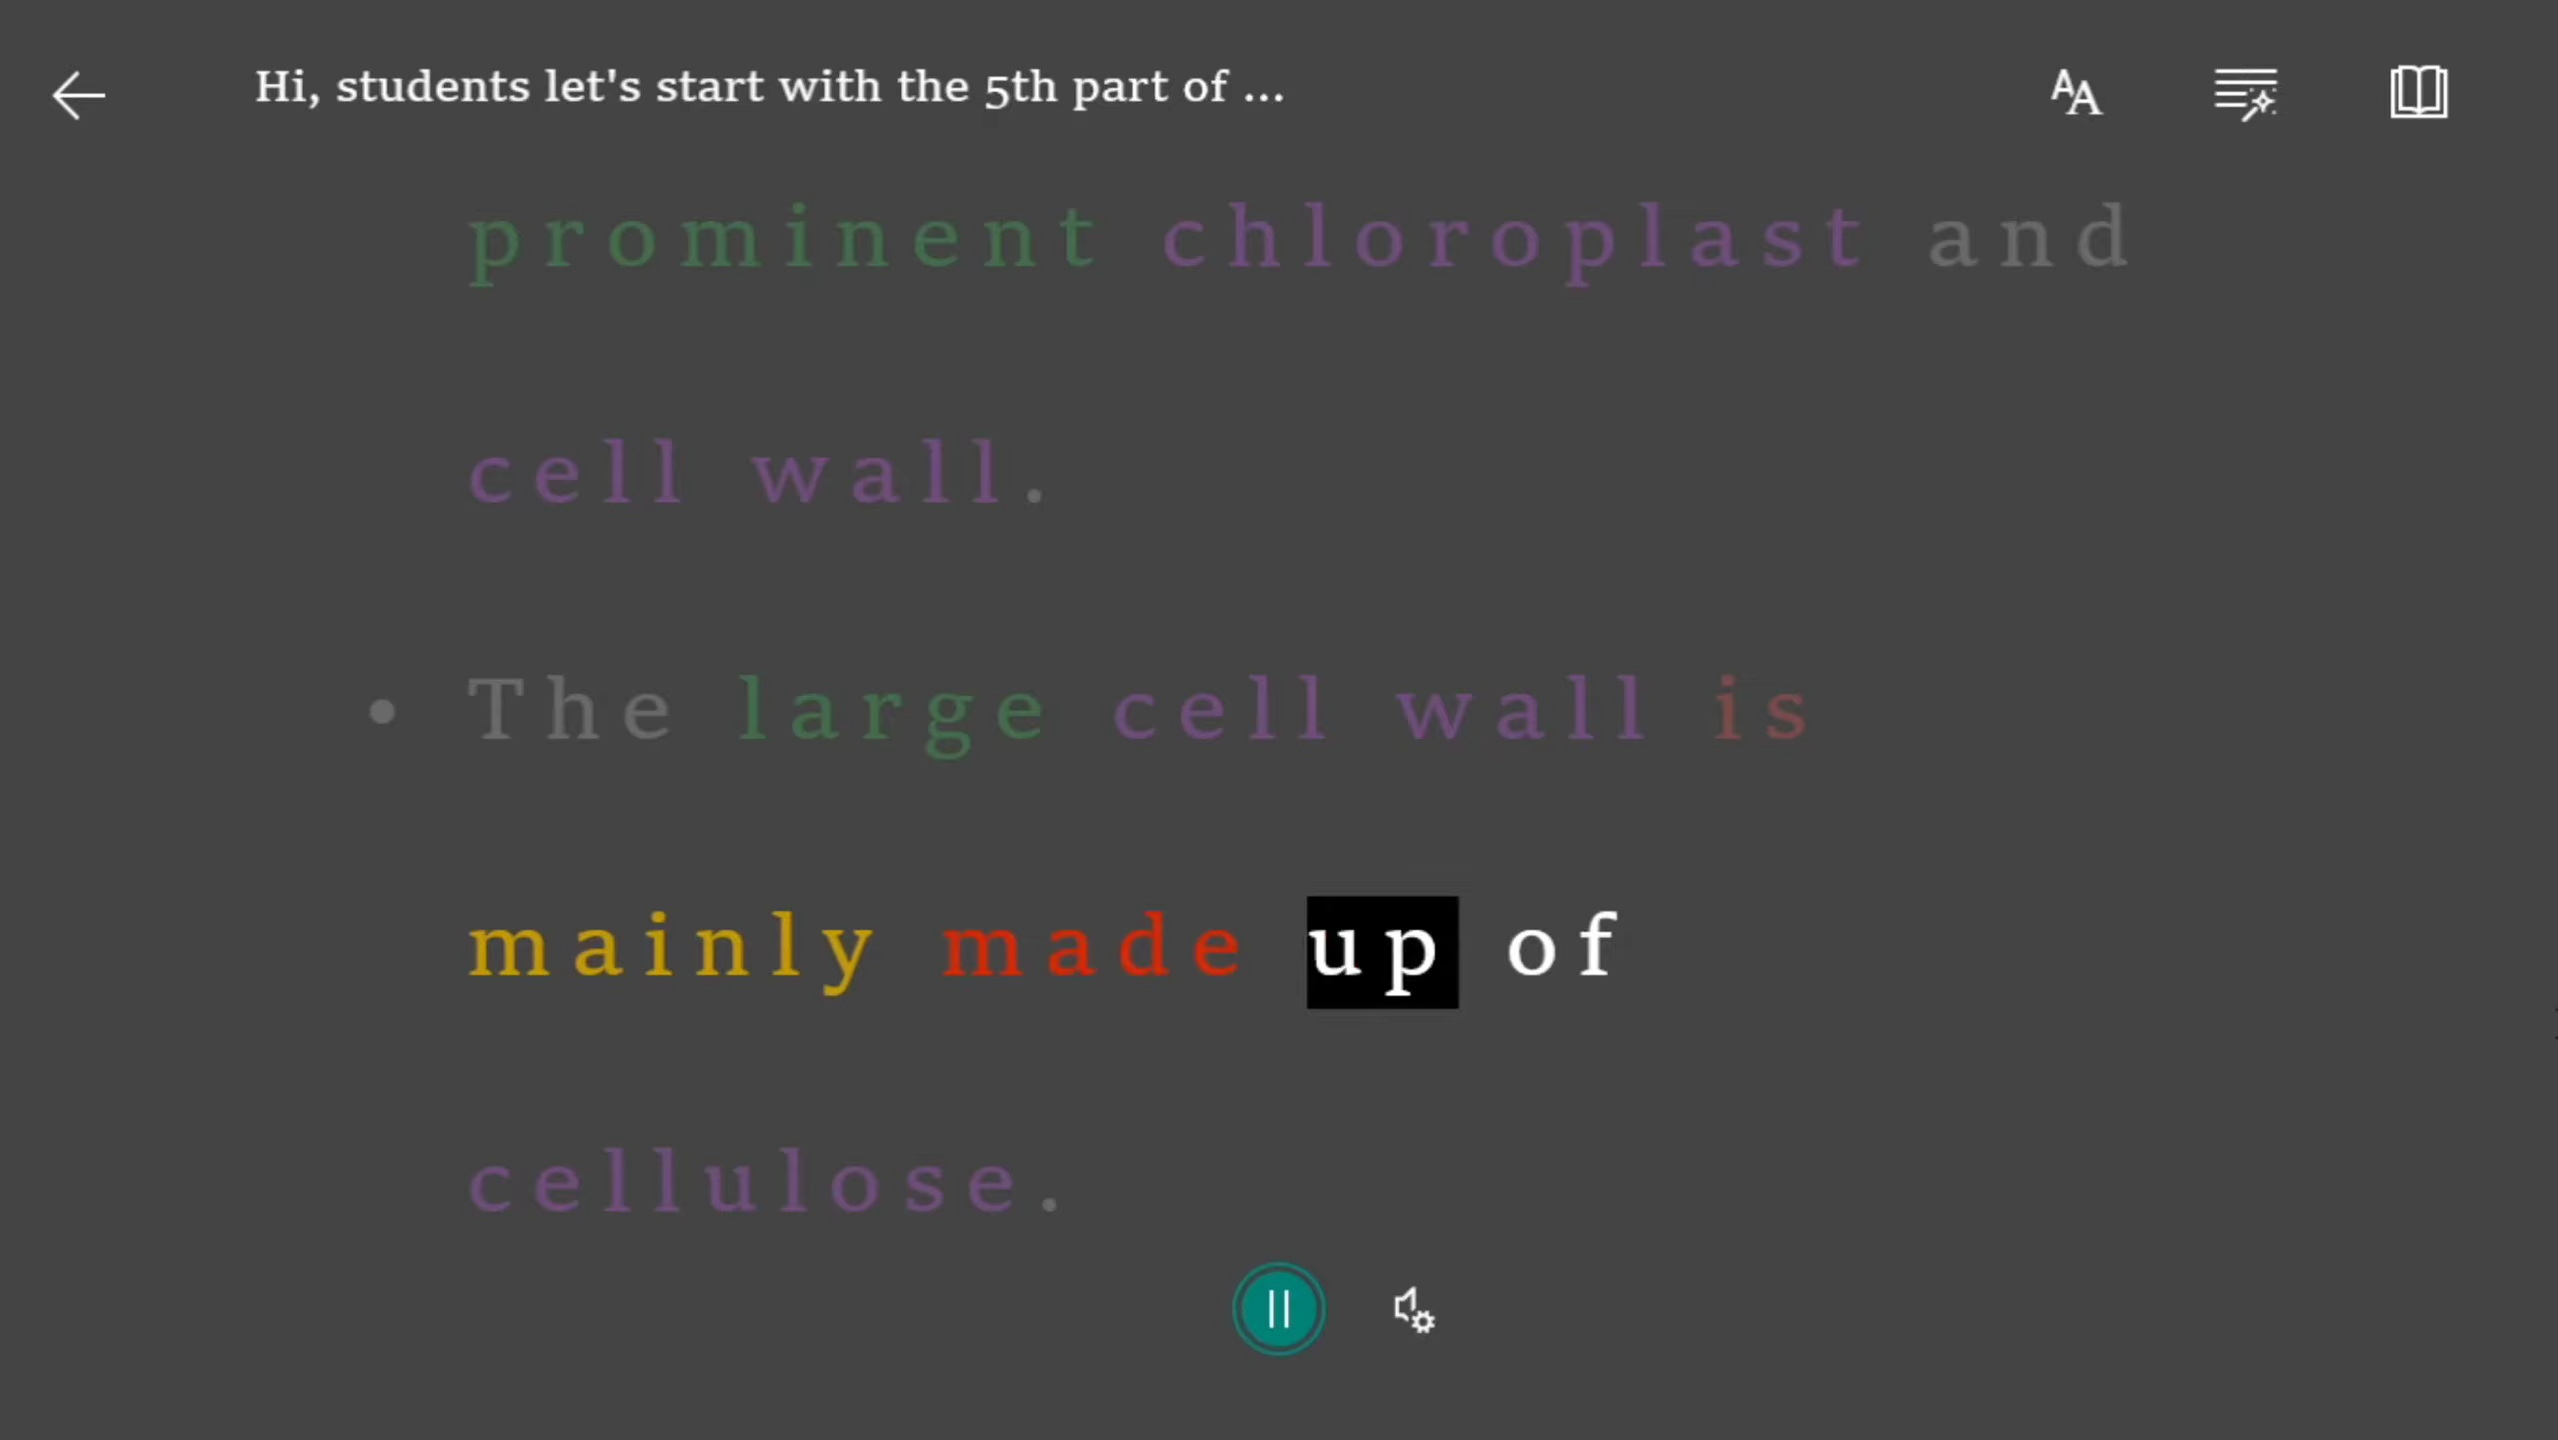 Hi, students let's start with the 5th part of ...
prominent chloroplast and
cell wall.
• The large cell wall is
mainly made up of
cellulose.